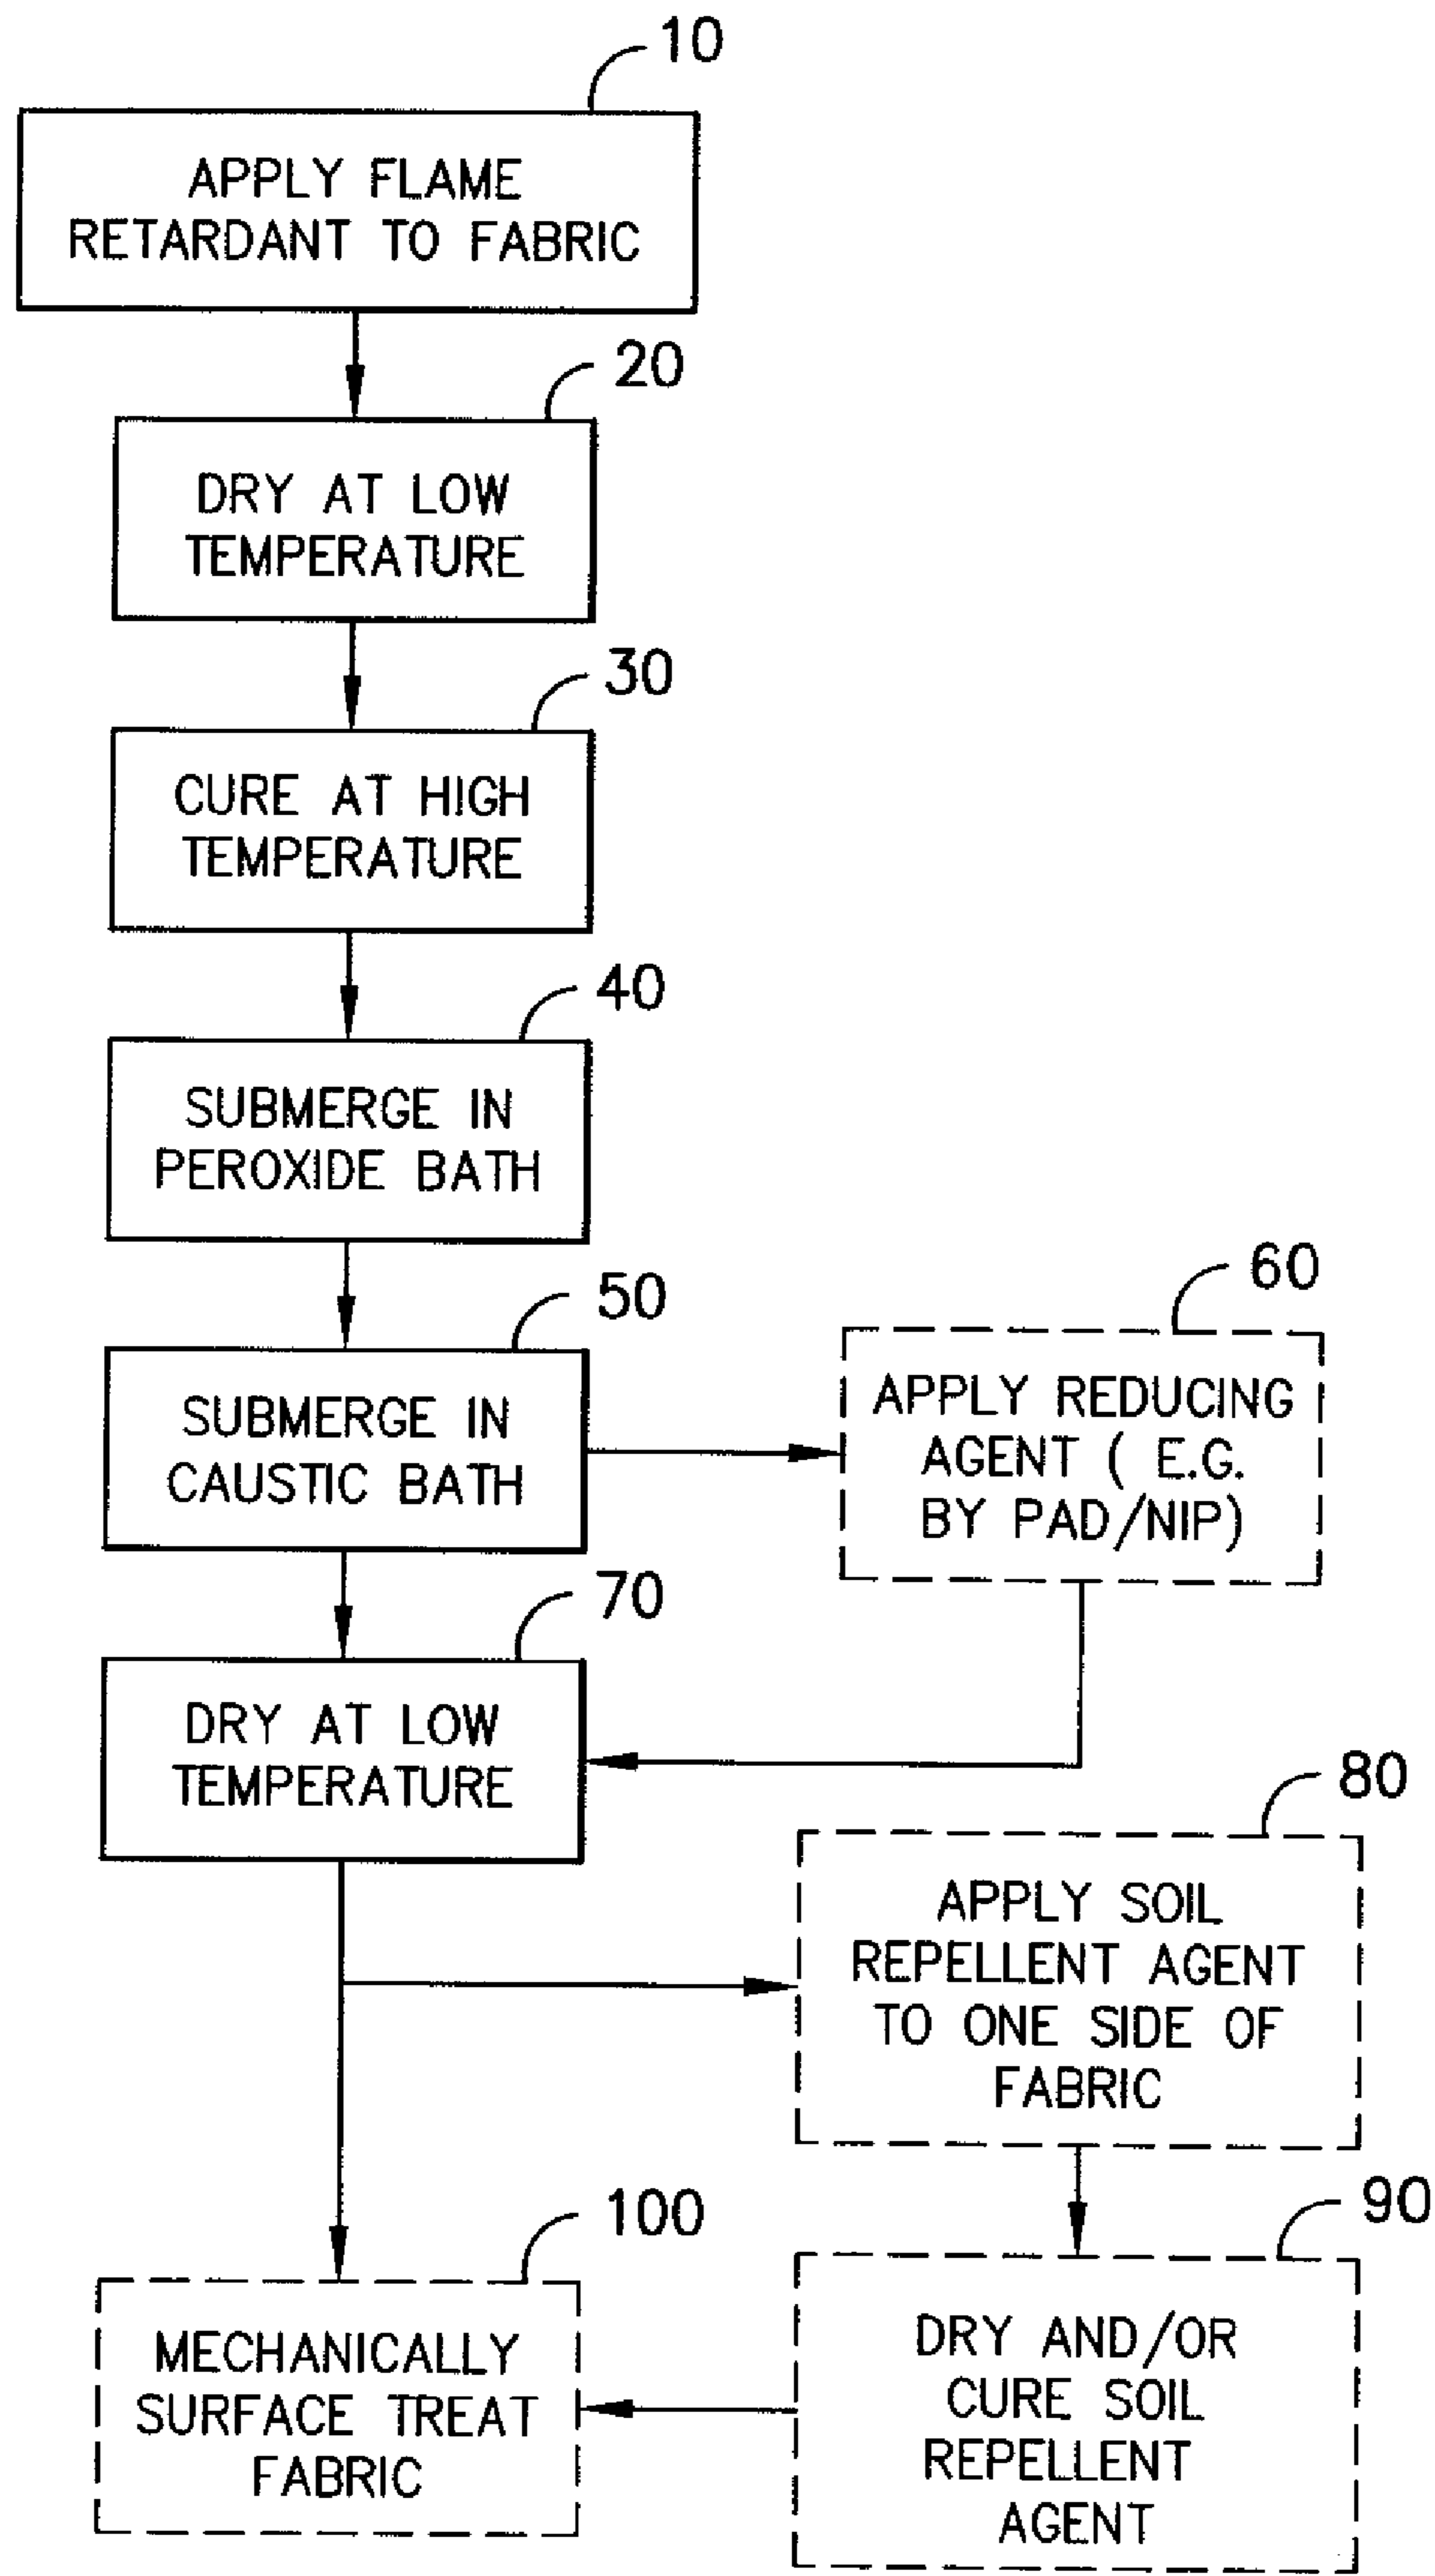 10
APPLY FLAME
RETARDANT TO FABRIC
20
DRY AT LOW
TEMPERATURE
30
CURE AT HIGH
TEMPERATURE
40
SUBMERGE IN
PEROXIDE BATH
50
SUBMERGE IN
CAUSTIC BATH
60
APPLY REDUCING
AGENT ( E.G.
BY PAD/NIP)
70
DRY AT LOW
TEMPERATURE
80
APPLY SOIL
REPELLENT AGENT
TO ONE SIDE OF
FABRIC
90
DRY AND/OR
CURE SOIL
REPELLENT
AGENT
100
MECHANICALLY
SURFACE TREAT
FABRIC